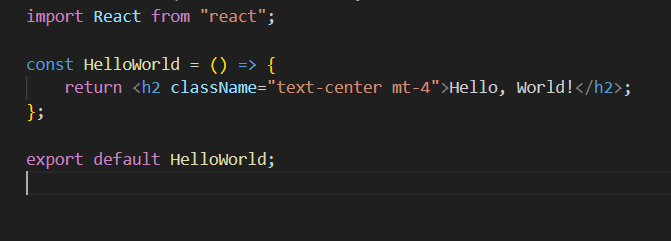 import React from "react";
const HelloWorld = () => {
    return <h2 className="text-center mt-4">Hello, World!</h2>;
};
export default HelloWorld;